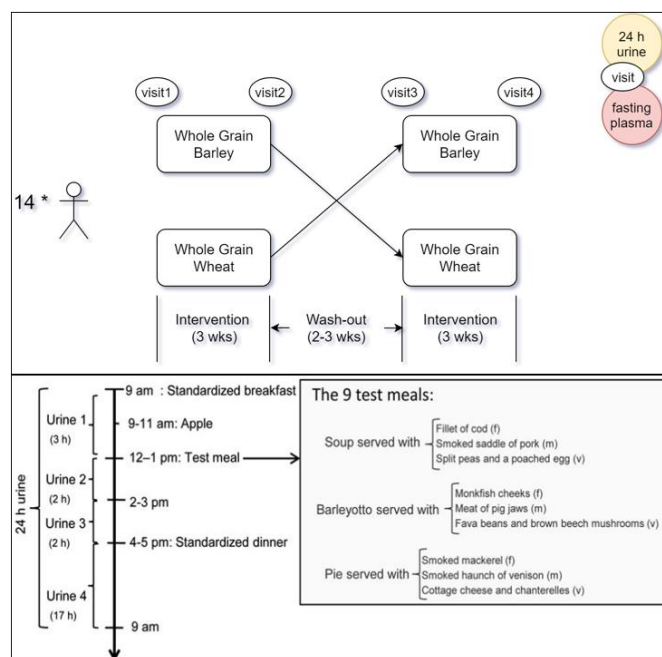 24 h
urine
visit
fasting
plasma
visit1
visit2
visit3
visit4
Whole Grain
Barley
Whole Grain
Barley
14 *
Whole Grain
Wheat
Whole Grain
Wheat
Intervention
(3 wks)
Wash-out
(2-3 wks)
Intervention
(3 wks)
24 h urine
Urine 1
(3 h)
Urine 2
(2 h)
Urine 3
(2 h)
Urine 4
(17 h)
9 am : Standardized breakfast
9-11 am: Apple
12–1 pm: Test meal
2-3 pm
4-5 pm: Standardized dinner
9 am
The 9 test meals:
Soup served with
Fillet of cod (f)
Smoked saddle of pork (m)
Split peas and a poached egg (v)
Barleyotto served with
Monkfish cheeks (f)
Meat of pig jaws (m)
Fava beans and brown beech mushrooms (v)
Pie served with
Smoked mackerel (f)
Smoked haunch of venison (m)
Cottage cheese and chanterelles (v)